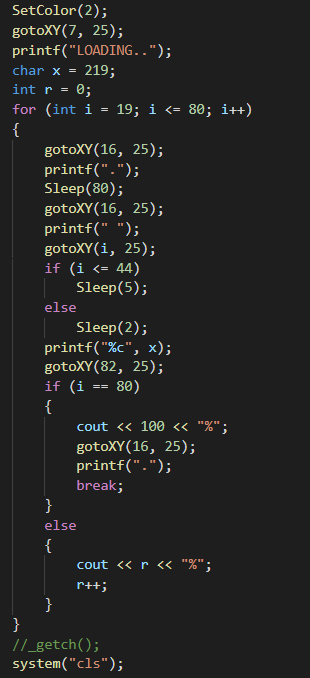 SetColor(2);
gotoXY(7, 25);
printf("LOADING..");
char x = 219;
int r = 0;
for (int i = 19; i <= 80; i++)
{
    gotoXY(16, 25);
    printf(".");
    Sleep(80);
    gotoXY(16, 25);
    printf(" ");
    gotoXY(i, 25);
    if (i <= 44)
        Sleep(5);
    else
        Sleep(2);
    printf("%c", x);
    gotoXY(82, 25);
    if (i == 80)
    {
        cout << 100 << "%";
        gotoXY(16, 25);
        printf(".");
        break;
    }
    else
    {
        cout << r << "%";
        r++;
    }
}
//_getch();
system("cls");